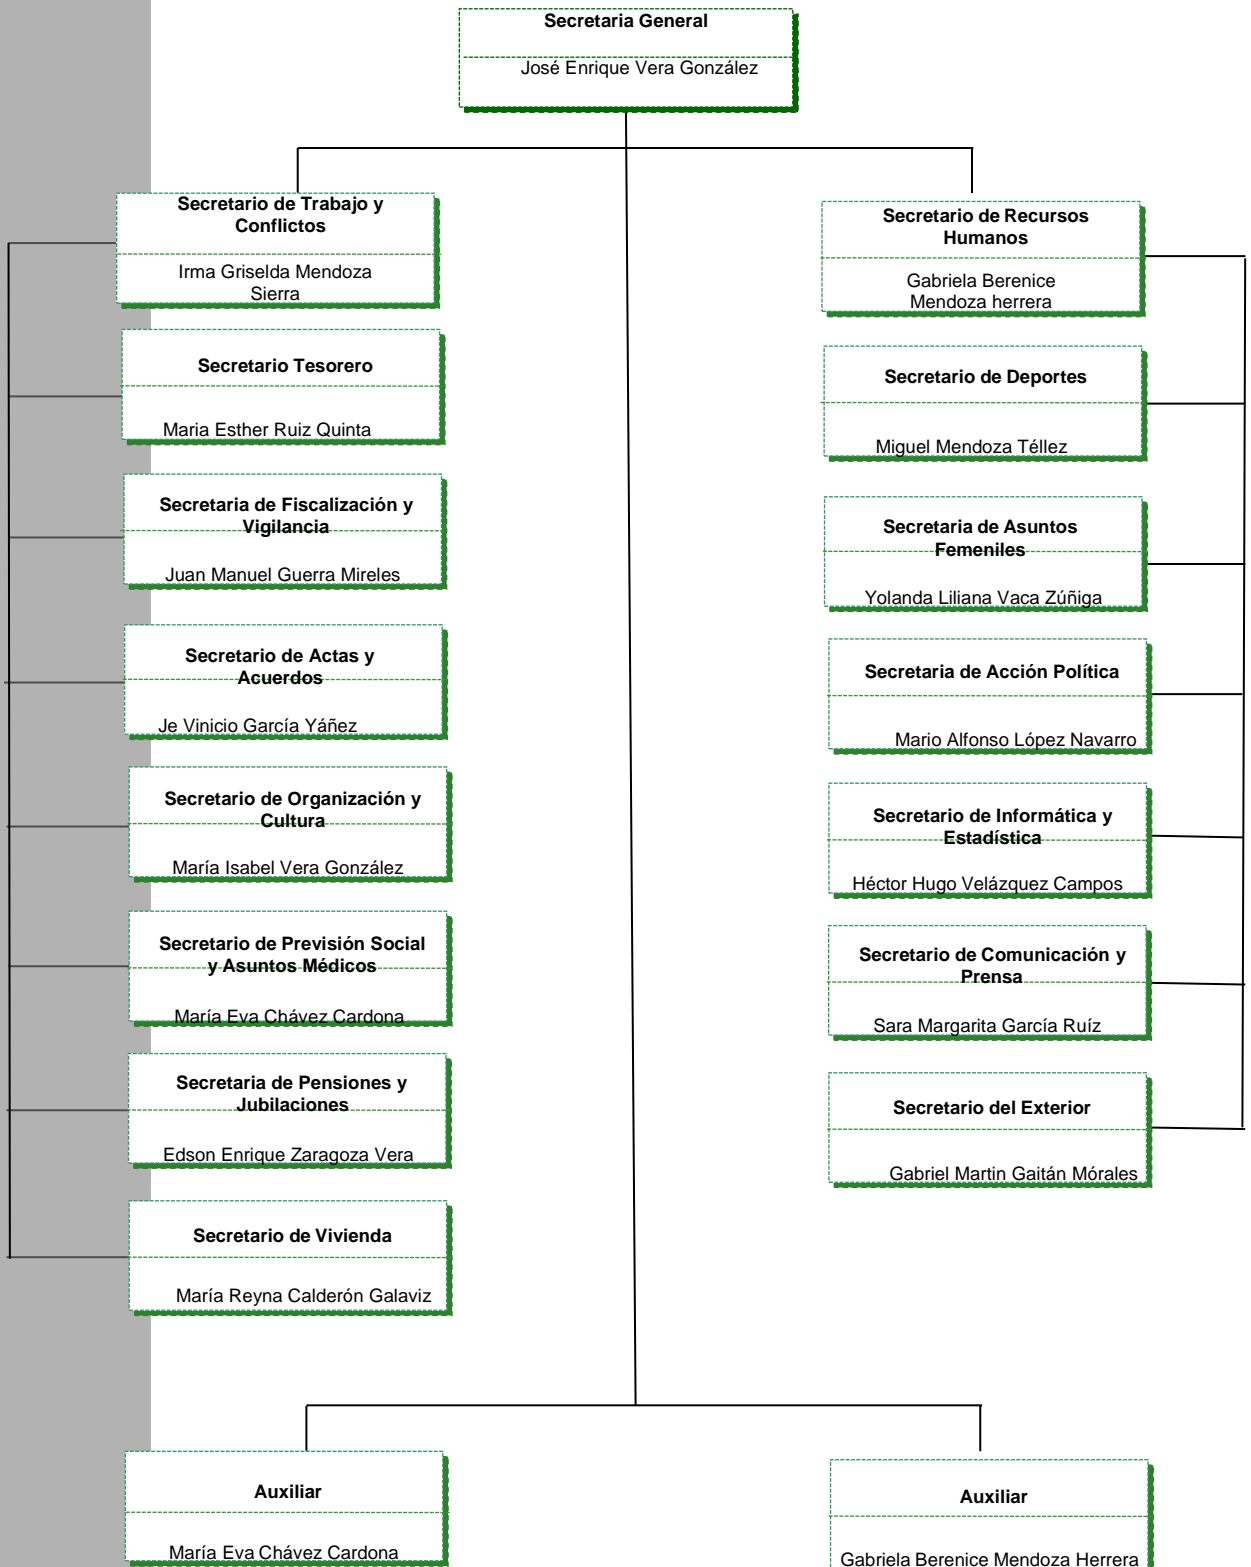 Secretaria General
José Enrique Vera González
Secretario de Trabajo y
Conflictos
Irma Griselda Mendoza
Sierra
Secretario Tesorero
Maria Esther Ruiz Quinta
Secretaria de Fiscalización y
Vigilancia
Juan Manuel Guerra Mireles
Secretario de Actas y
Acuerdos
Je Vinicio García Yáñez
Secretario de Organización y
Cultura
María Isabel Vera González
Secretario de Previsión Social
y Asuntos Médicos
María Eva Chávez Cardona
Secretaria de Pensiones y
Jubilaciones
Edson Enrique Zaragoza Vera
Secretario de Vivienda
María Reyna Calderón Galaviz
Secretario de Recursos
Humanos
Gabriela Berenice
Mendoza herrera
Secretario de Deportes
Miguel Mendoza Téllez
Secretaria de Asuntos
Femeniles
Yolanda Liliana Vaca Zúñiga
Secretaria de Acción Política
Mario Alfonso López Navarro
Secretario de Informática y
Estadística
Héctor Hugo Velázquez Campos
Secretario de Comunicación y
Prensa
Sara Margarita García Ruíz
Secretario del Exterior
Gabriel Martin Gaitán Mórales
Auxiliar
María Eva Chávez Cardona
Auxiliar
Gabriela Berenice Mendoza Herrera